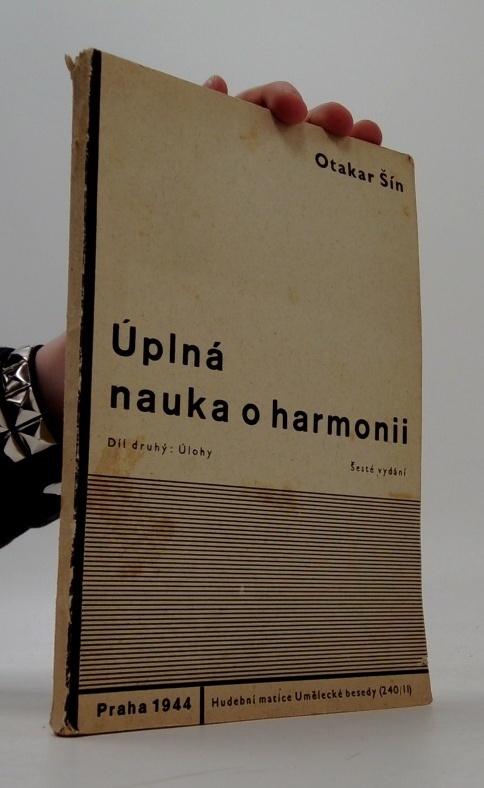 Otakar Šín
Úplná
nauka o harmonii
Díl druhý: Úlohy
Šesté vydání
Praha 1944
Hudební matice Umělecké besedy (240/II)